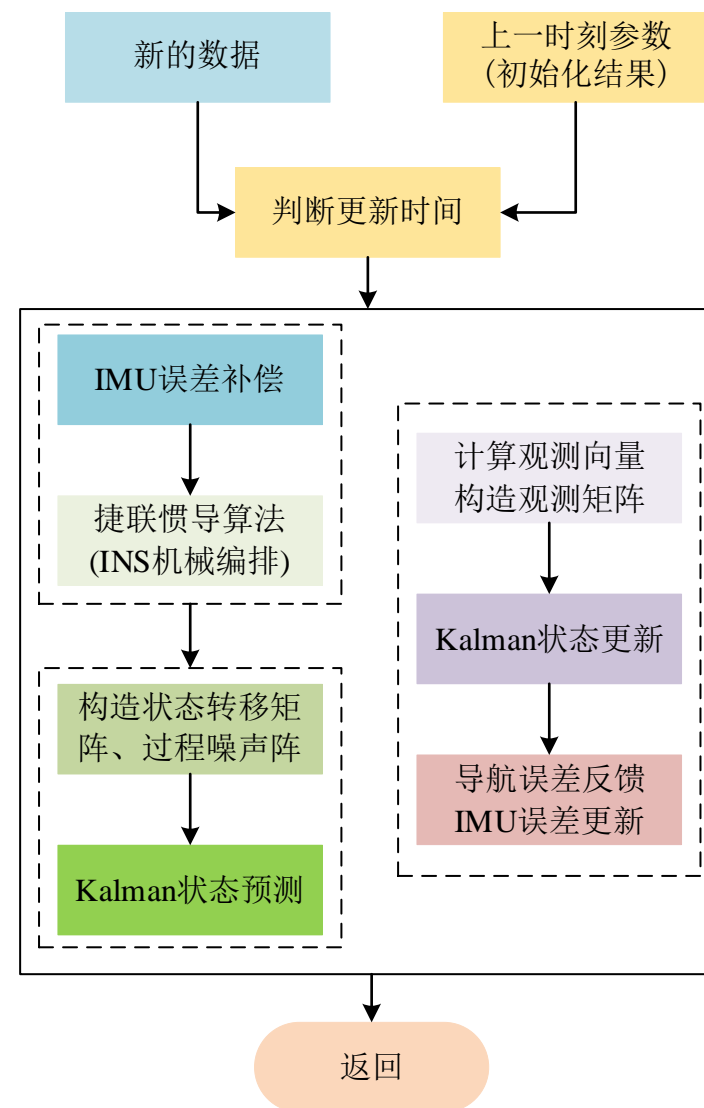 新的数据
上一时刻参数
(初始化结果)
判断更新时间
IMU误差补偿
捷联惯导算法
(INS机械编排)
构造状态转移矩
阵、过程噪声阵
Kalman状态预测
计算观测向量
构造观测矩阵
Kalman状态更新
导航误差反馈
IMU误差更新
返回